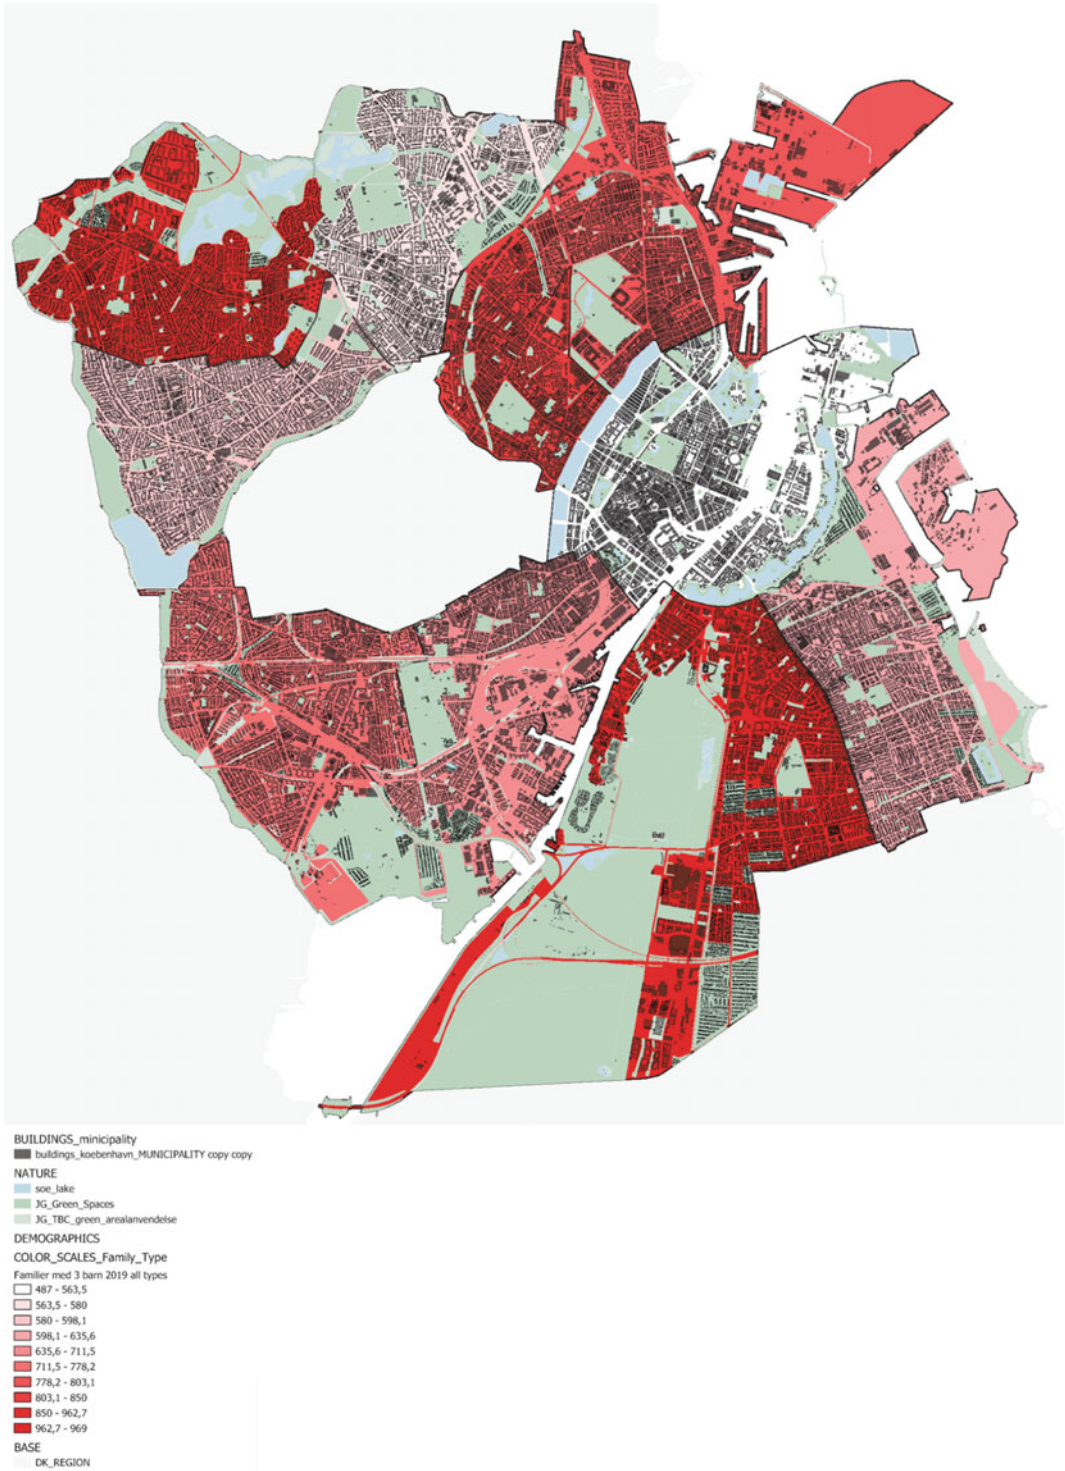 BUILDINGS_minicipality
buildings_koebenhavn_MUNICIPALITY copy copy
NATURE
soe_lake
JG_Green_Spaces
JG_TBC_green_arealanvendelse
DEMOGRAPHICS
COLOR_SCALES_Family_Type
Familier med 3 barn 2019 all types
487 - 563,5
563,5 - 580
580 - 598,1
598,1 - 635,6
635,6 - 711,5
711,5 - 778,2
778,2 - 803,1
803,1 - 850
850 - 962,7
962,7 - 969
BASE
DK_REGION